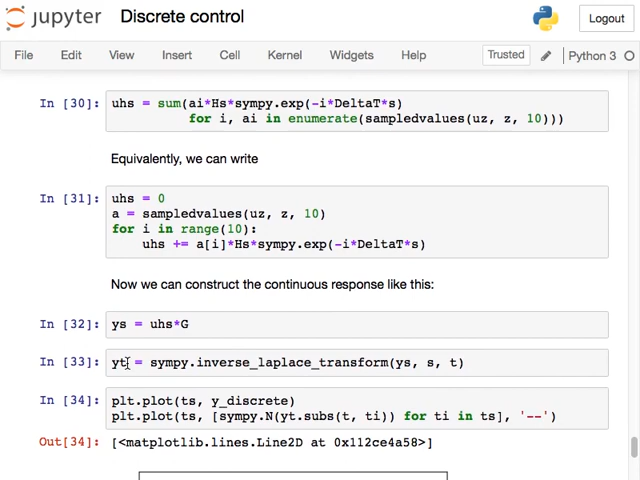 jupyter Discrete control Logout
File Edit View Insert Cell Kernel Widgets Help Trusted Python 3
In [30]: uhs = sum(ai*Hs*sympy.exp(-i*DeltaT*s)
for i, ai in enumerate(sampledvalues(uz, z, 10)))
Equivalently, we can write
In [31]: uhs = 0
a = sampledvalues(uz, z, 10)
for i in range(10):
uhs += a[i]*Hs*sympy.exp(-i*DeltaT*s)
Now we can construct the continuous response like this:
In [32]: ys = uhs*G
In [33]: yt = sympy.inverse_laplace_transform(ys, s, t)
In [34]: plt.plot(ts, y_discrete)
plt.plot(ts, [sympy.N(yt.subs(t, ti)) for ti in ts], '--')
Out[34]: [<matplotlib.lines.Line2D at 0x112ce4a58>]